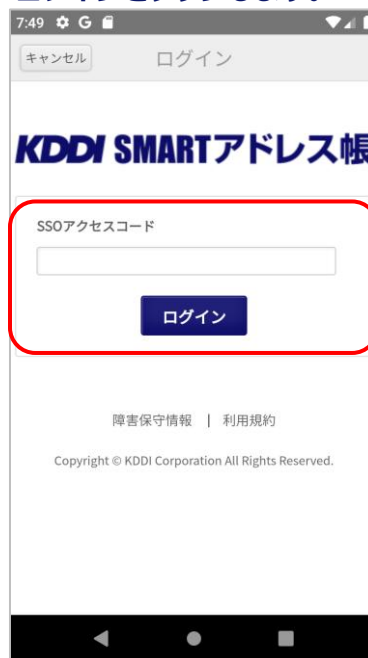 7:49 G
キャンセル ログイン
KDDI SMARTアドレス帳
SSOアクセスコード
ログイン
障害保守情報 | 利用規約
Copyright © KDDI Corporation All Rights Reserved.